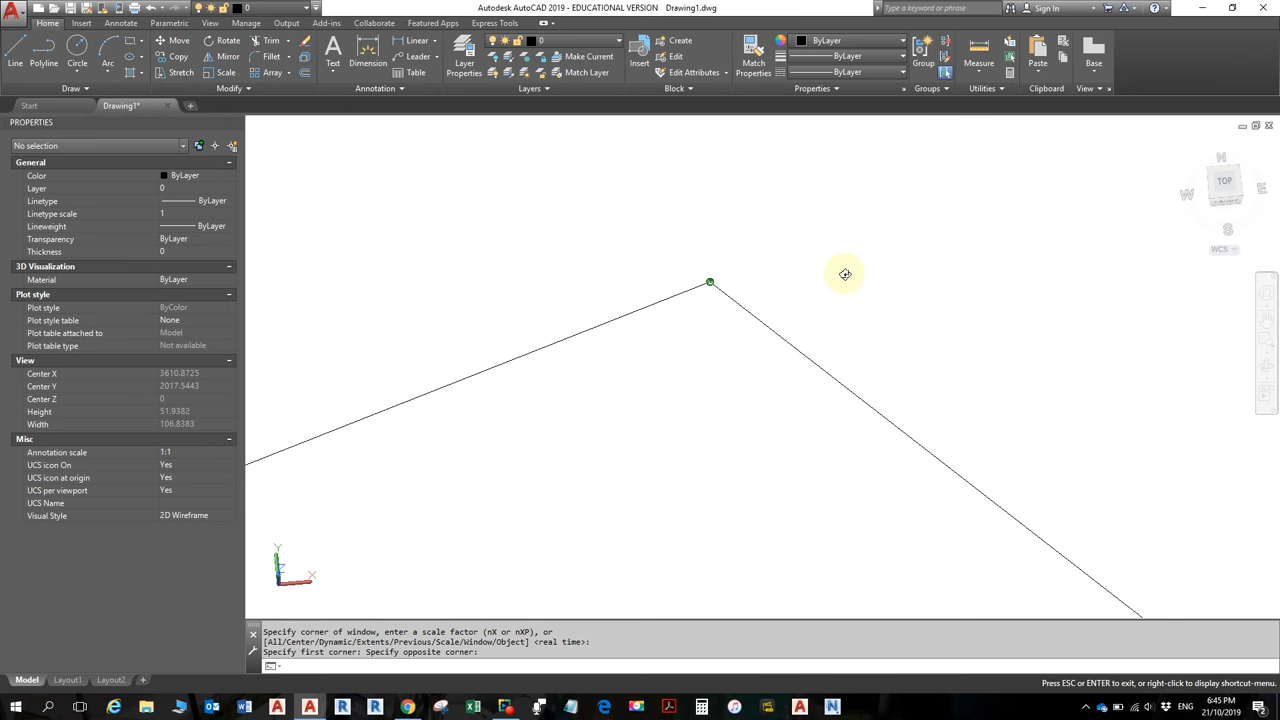 Autodesk AutoCAD 2019 - EDUCATIONAL VERSION Drawing1.dwg
Type a keyword or phrase
Sign In
0
Home Insert Annotate Parametric View Manage Output Add-ins Collaborate Featured Apps Express Tools
Line Polyline Circle Arc
Move Rotate Trim
Copy Mirror Fillet
Stretch Scale Array
Text Dimension
Linear
Leader
Table
Layer
Properties
0
Make Current
Match Layer
Insert
Create
Edit
Edit Attributes
Match
Properties
ByLayer
ByLayer
ByLayer
Group
Measure
Paste
Base
Draw Modify Annotation Layers Block Properties Groups Utilities Clipboard View
Start Drawing1*
PROPERTIES
No selection
General
Color ByLayer
Layer 0
Linetype ByLayer
Linetype scale 1
Lineweight ByLayer
Transparency ByLayer
Thickness 0
3D Visualization
Material ByLayer
Plot style
Plot style ByColor
Plot style table None
Plot table attached to Model
Plot table type Not available
View
Center X 3610.8725
Center Y 2017.5443
Center Z 0
Height 51.9382
Width 106.8383
Misc
Annotation scale 1:1
UCS icon On Yes
UCS icon at origin Yes
UCS per viewport Yes
UCS Name
Visual Style 2D Wireframe
N
W TOP E
S
WCS
Y
Z
X
Specify corner of window, enter a scale factor (nX or nXP), or
[All/Center/Dynamic/Extents/Previous/Scale/Window/Object] <real time>:
Specify first corner: Specify opposite corner:
Model Layout1 Layout2 +
Press ESC or ENTER to exit, or right-click to display shortcut-menu.
ENG
6:45 PM
21/10/2019